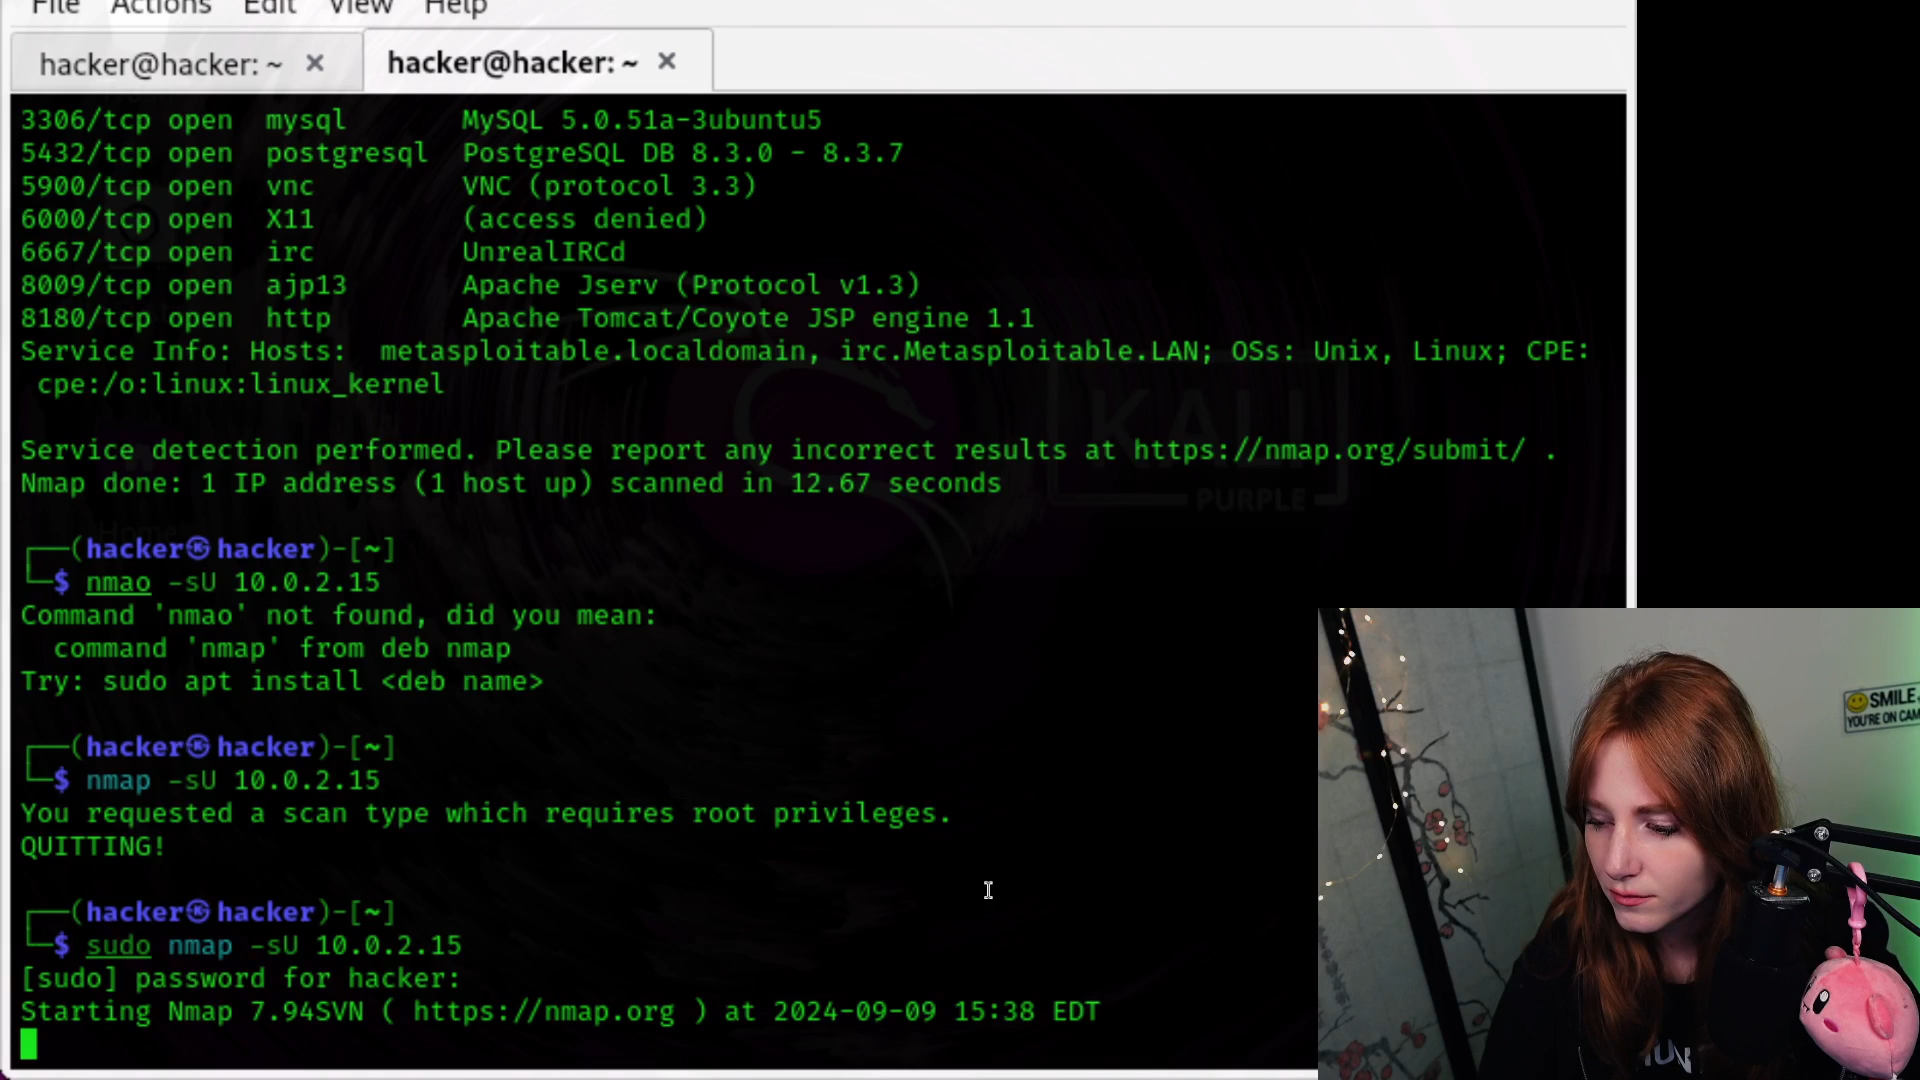 File Actions Edit View Help
hacker@hacker: ~ × hacker@hacker: ~ ×
3306/tcp open mysql MySQL 5.0.51a-3ubuntu5
5432/tcp open postgresql PostgreSQL DB 8.3.0 - 8.3.7
5900/tcp open vnc VNC (protocol 3.3)
6000/tcp open X11 (access denied)
6667/tcp open irc UnrealIRCd
8009/tcp open ajp13 Apache Jserv (Protocol v1.3)
8180/tcp open http Apache Tomcat/Coyote JSP engine 1.1
Service Info: Hosts: metasploitable.localdomain, irc.Metasploitable.LAN; OSs: Unix, Linux; CPE:
cpe:/o:linux:linux_kernel
Service detection performed. Please report any incorrect results at https://nmap.org/submit/ .
Nmap done: 1 IP address (1 host up) scanned in 12.67 seconds
KALI
PURPLE
Home
┌──(hacker㉿hacker)-[~]
└─$ nmao -sU 10.0.2.15
Command 'nmao' not found, did you mean:
command 'nmap' from deb nmap
Try: sudo apt install <deb name>
┌──(hacker㉿hacker)-[~]
└─$ nmap -sU 10.0.2.15
You requested a scan type which requires root privileges.
QUITTING!
┌──(hacker㉿hacker)-[~]
└─$ sudo nmap -sU 10.0.2.15
[sudo] password for hacker:
Starting Nmap 7.94SVN ( https://nmap.org ) at 2024-09-09 15:38 EDT
SMILE,
YOU'RE ON CAM